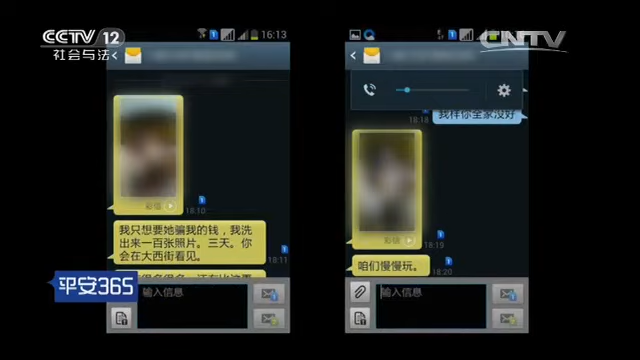 CCTV 12
社会与法
CNTV
16:13
彩信
18:10
我只想要她骗我的钱，我洗
出来一百张照片。三天。你
会在大西街看见。
18:11
输入信息
18:18
我样你全家没好
彩信
18:19
咱们慢慢玩。
18:20
输入信息
平安365